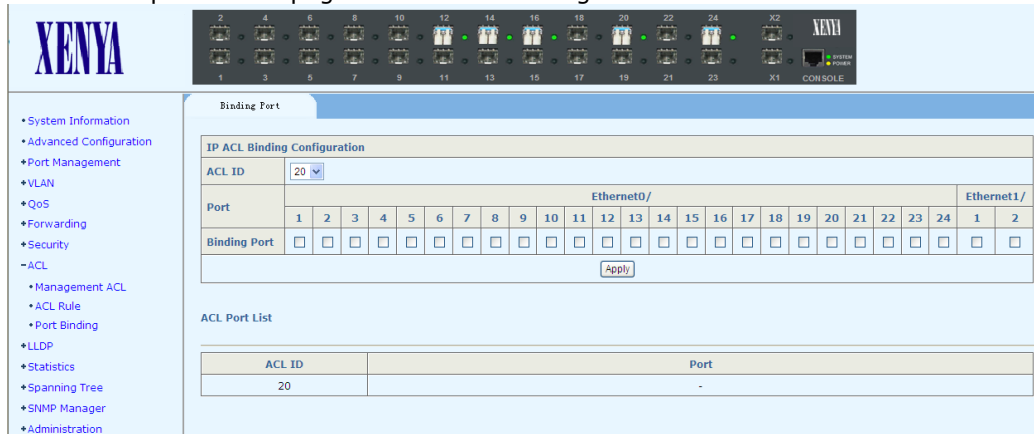 2 4 6 8 10 12 14 16 18 20 22 24 X2
XENYA
XENYA
SYSTEM
POWER
1 3 5 7 9 11 13 15 17 19 21 23 X1 CONSOLE
Binding Port
•System Information
•Advanced Configuration
+Port Management
+VLAN
+QoS
+Forwarding
+Security
-ACL
•Management ACL
•ACL Rule
•Port Binding
+LLDP
+Statistics
+Spanning Tree
+SNMP Manager
+Administration
IP ACL Binding Configuration
ACL ID 20
Port Ethernet0/ Ethernet1/
1 2 3 4 5 6 7 8 9 10 11 12 13 14 15 16 17 18 19 20 21 22 23 24 1 2
Binding Port
Apply
ACL Port List
ACL ID Port
20 -